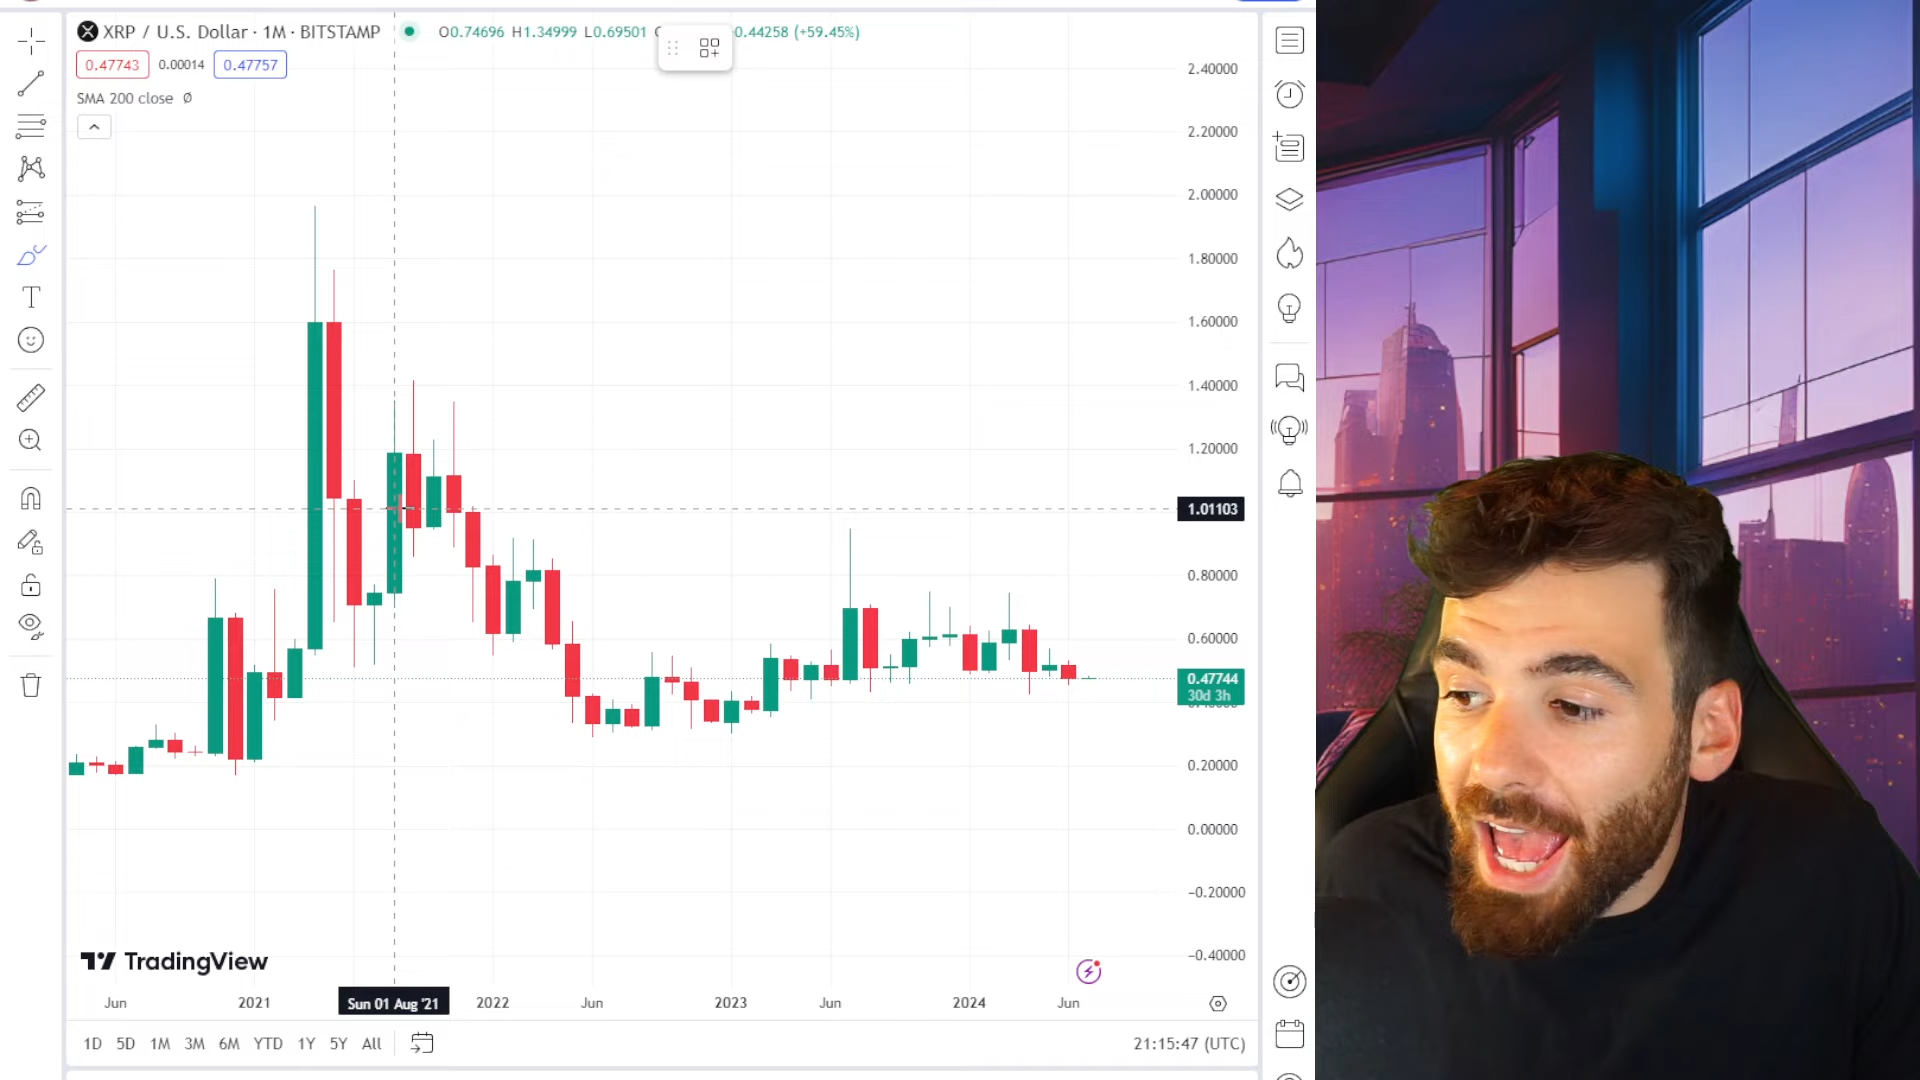 XRP / U.S. Dollar · 1M · BITSTAMP O0.74696 H1.34999 L0.69501 0.44258 (+59.45%)
0.47743 0.00014 0.47757
SMA 200 close Ø
2.40000
2.20000
2.00000
1.80000
1.60000
1.40000
1.20000
1.01103
0.80000
0.60000
0.47744
30d 3h
0.20000
0.00000
−0.20000
−0.40000
TradingView
Jun 2021 Sun 01 Aug '21 2022 Jun 2023 Jun 2024 Jun
1D 5D 1M 3M 6M YTD 1Y 5Y All 21:15:47 (UTC)